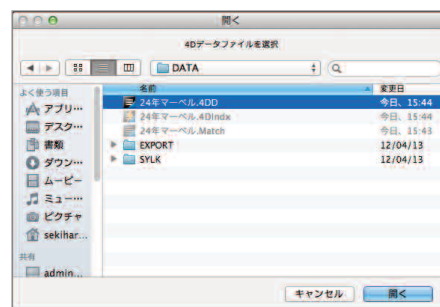 開く
4Dデータファイルを選択
DATA
よく使う項目
アプリ…
デスク…
書類
ダウン…
ムービー
ミュー…
ピクチャ
sekihar...
共有
admin...
名前 変更日
24年マーベル.4DD 今日、15:44
24年マーベル.4DIndx 今日、15:44
24年マーベル.Match 今日、15:43
EXPORT 12/04/13
SYLK 12/04/13
キャンセル 開く